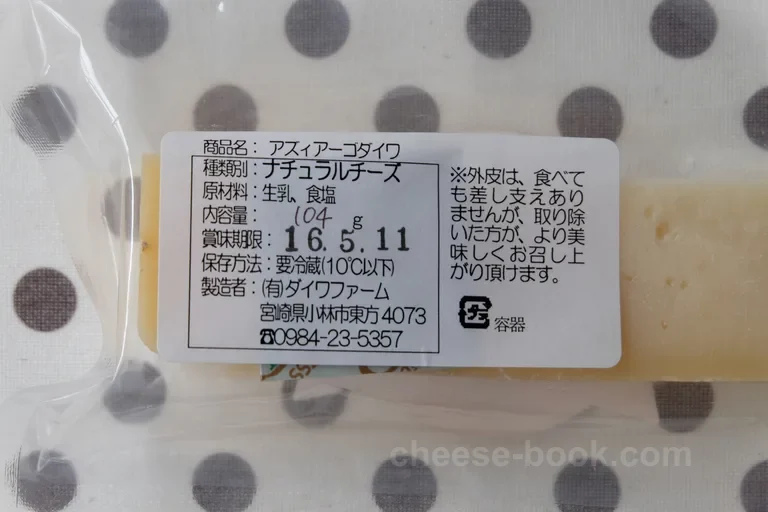 商品名： アズィアーゴダイワ
種類別：ナチュラルチーズ
原材料：生乳、食塩
内容量： 104 g
賞味期限：16.5.11
保存方法：要冷蔵(10℃以下)
製造者：(有)ダイワファーム
宮崎県小林市東方4073
☎0984-23-5357
※外皮は、食べて
も差し支えあり
ませんが、取り除
いた方が、より美
味しくお召し上
がり頂けます。
プラ 容器
cheese-book.com